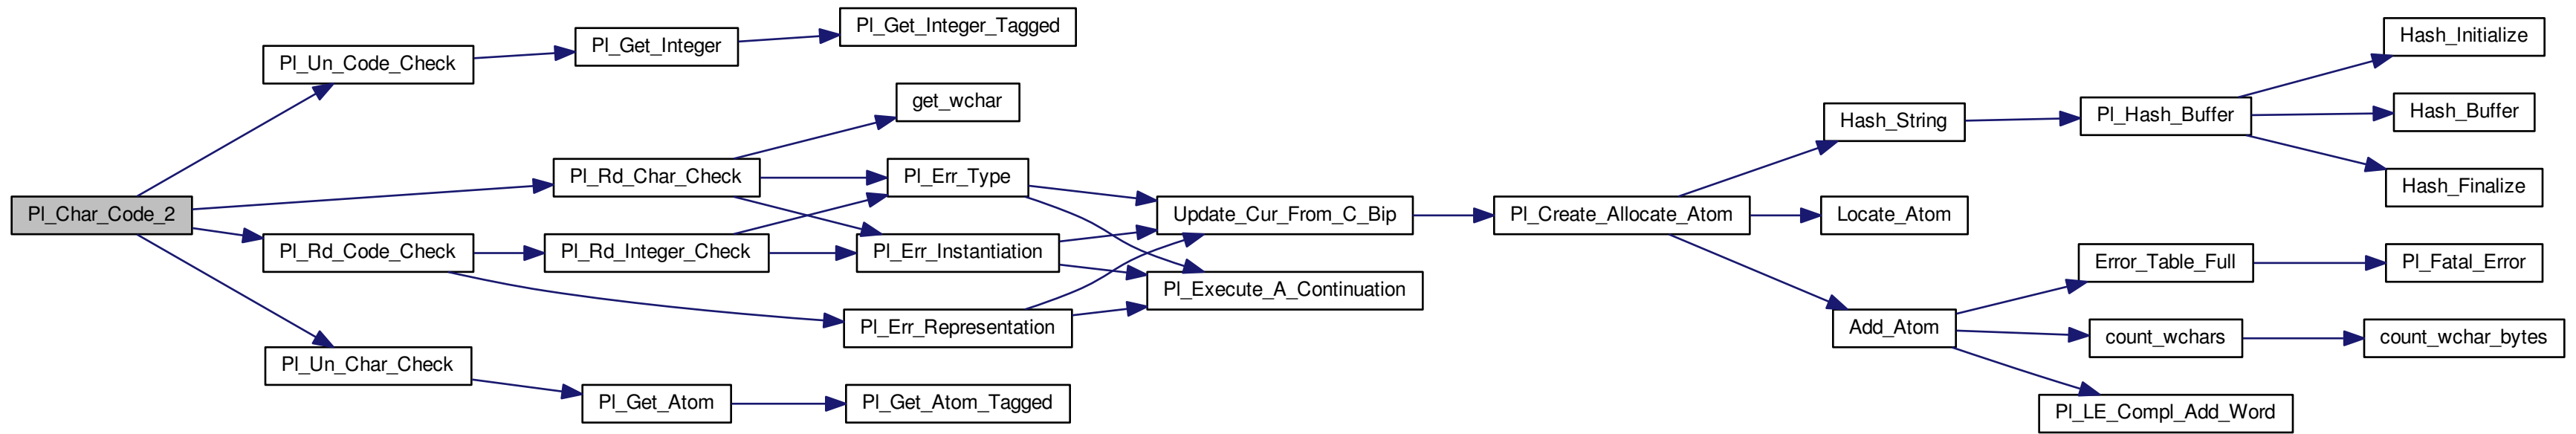 Pl_Char_Code_2
Pl_Un_Code_Check
Pl_Get_Integer
Pl_Get_Integer_Tagged
Pl_Rd_Char_Check
get_wchar
Pl_Err_Type
Pl_Rd_Code_Check
Pl_Rd_Integer_Check
Pl_Err_Instantiation
Pl_Err_Representation
Pl_Un_Char_Check
Pl_Get_Atom
Pl_Get_Atom_Tagged
Update_Cur_From_C_Bip
Pl_Execute_A_Continuation
Pl_Create_Allocate_Atom
Hash_String
Pl_Hash_Buffer
Hash_Initialize
Hash_Buffer
Hash_Finalize
Locate_Atom
Add_Atom
Error_Table_Full
Pl_Fatal_Error
count_wchars
count_wchar_bytes
Pl_LE_Compl_Add_Word